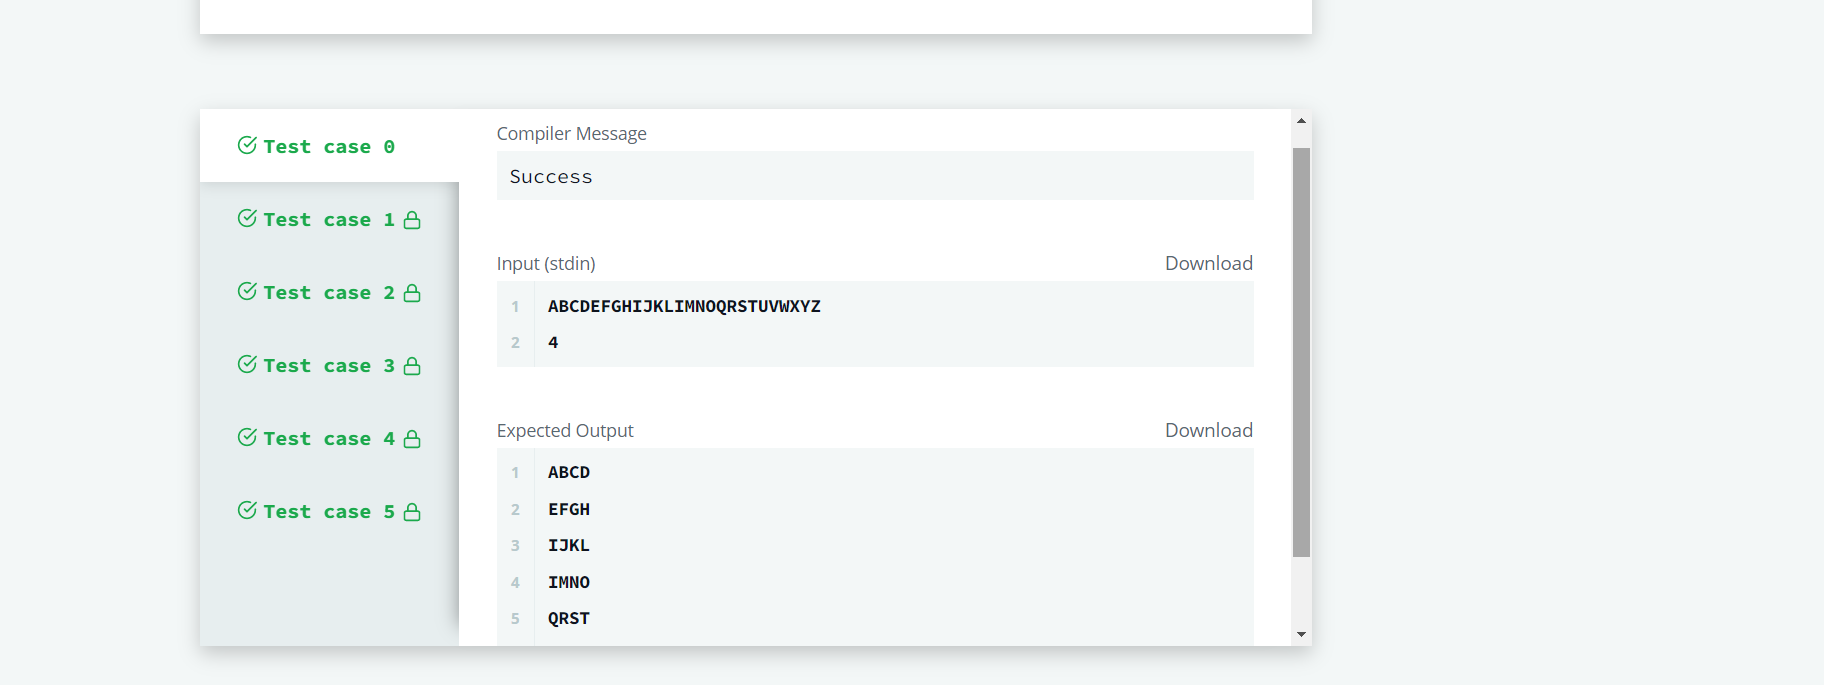 Test case 0
Test case 1
Test case 2
Test case 3
Test case 4
Test case 5
Compiler Message
Success
Input (stdin)
Download
1 ABCDEFGHIJKLIMNOQRSTUVWXYZ
2 4
Expected Output
Download
1 ABCD
2 EFGH
3 IJKL
4 IMNO
5 QRST